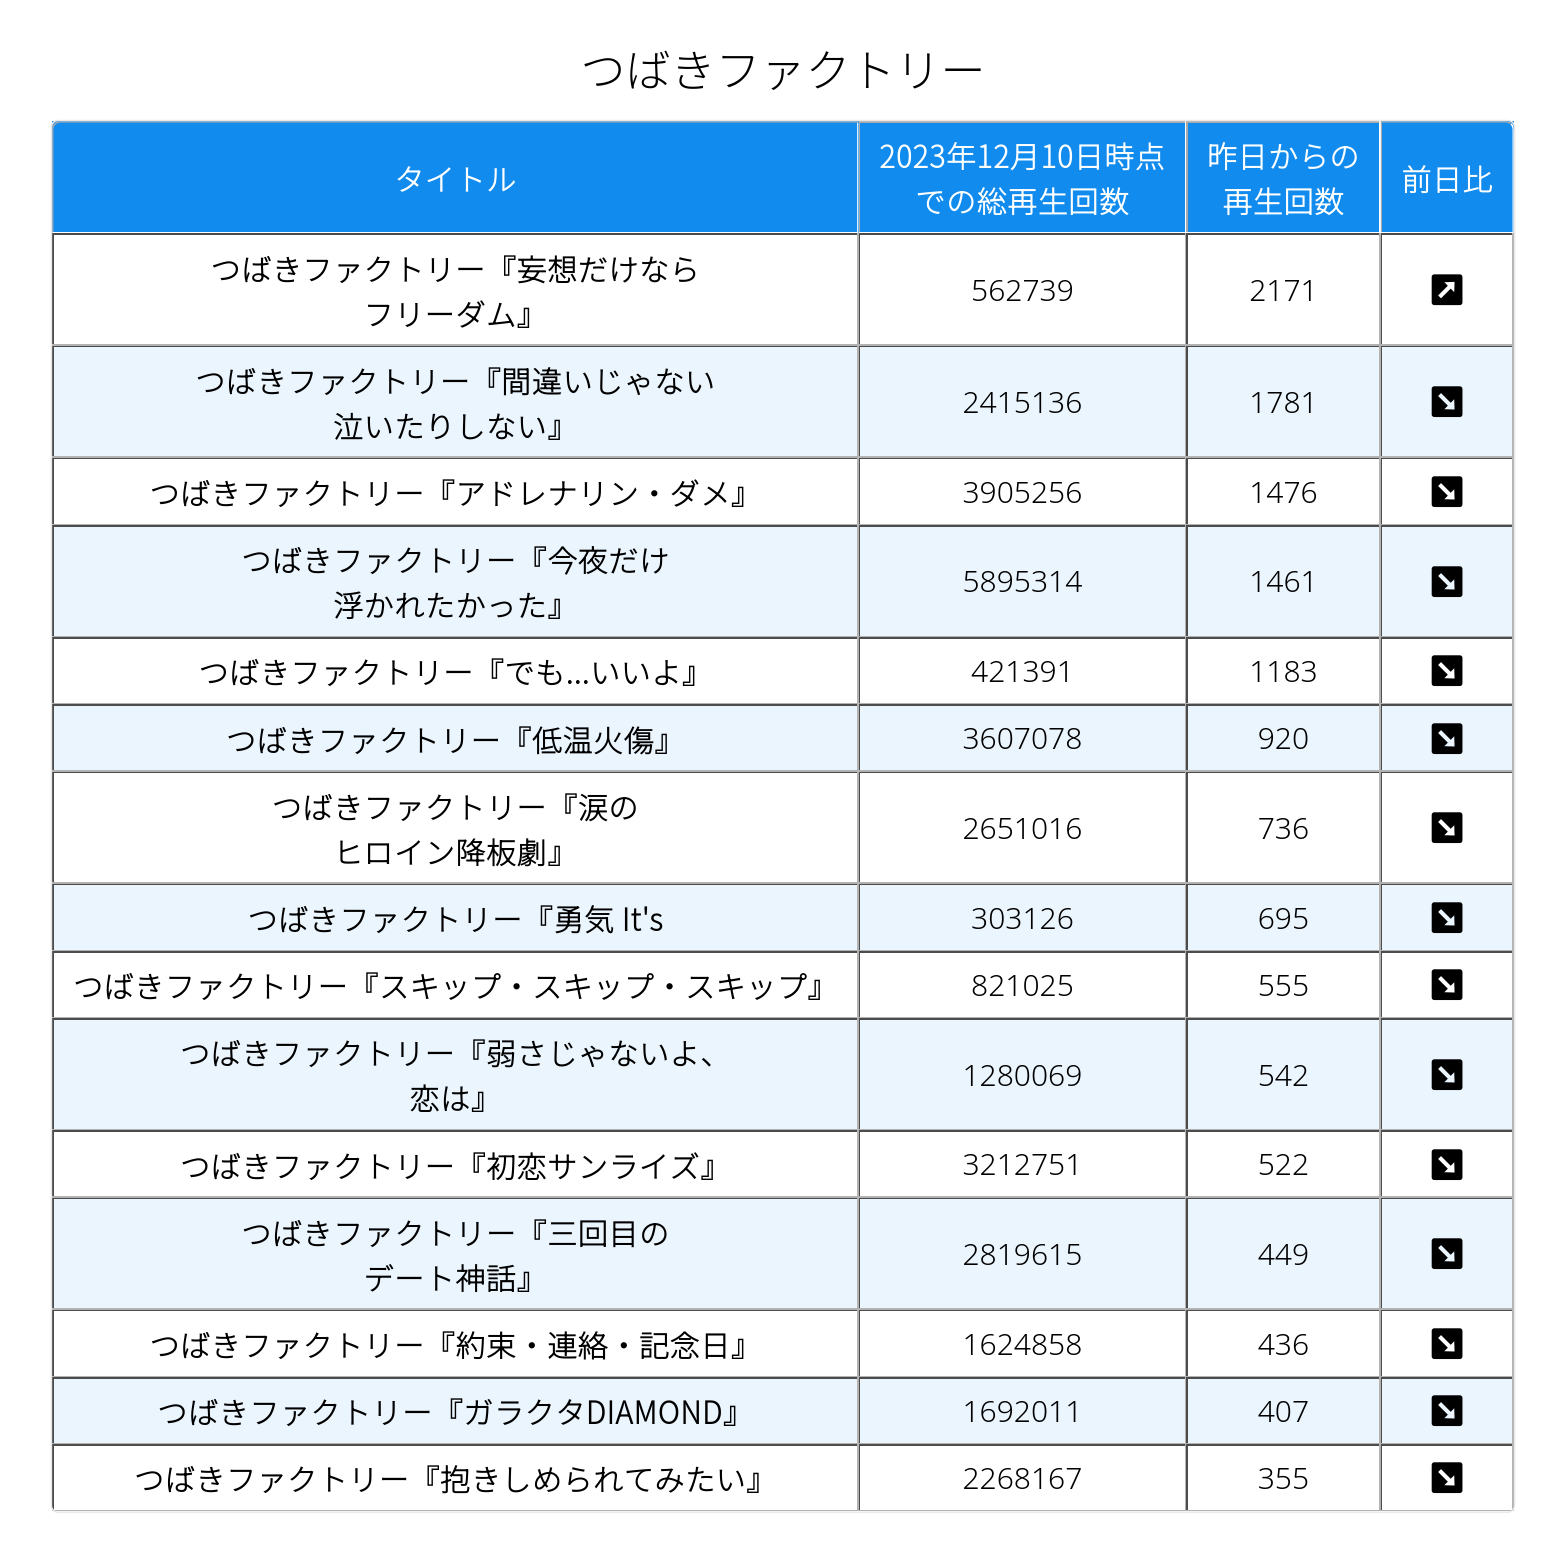 つばきファクトリー
タイトル
2023年12月10日時点
での総再生回数
昨日からの
再生回数
前日比
つばきファクトリー『妄想だけなら
フリーダム』
562739
2171
つばきファクトリー『間違いじゃない
泣いたりしない』
2415136
1781
つばきファクトリー『アドレナリン・ダメ』
3905256
1476
つばきファクトリー『今夜だけ
浮かれたかった』
5895314
1461
つばきファクトリー『でも...いいよ』
421391
1183
つばきファクトリー『低温火傷』
3607078
920
つばきファクトリー『涙の
ヒロイン降板劇』
2651016
736
つばきファクトリー『勇気 It's
303126
695
つばきファクトリー『スキップ・スキップ・スキップ』
821025
555
つばきファクトリー『弱さじゃないよ、
恋は』
1280069
542
つばきファクトリー『初恋サンライズ』
3212751
522
つばきファクトリー『三回目の
デート神話』
2819615
449
つばきファクトリー『約束・連絡・記念日』
1624858
436
つばきファクトリー『ガラクタDIAMOND』
1692011
407
つばきファクトリー『抱きしめられてみたい』
2268167
355